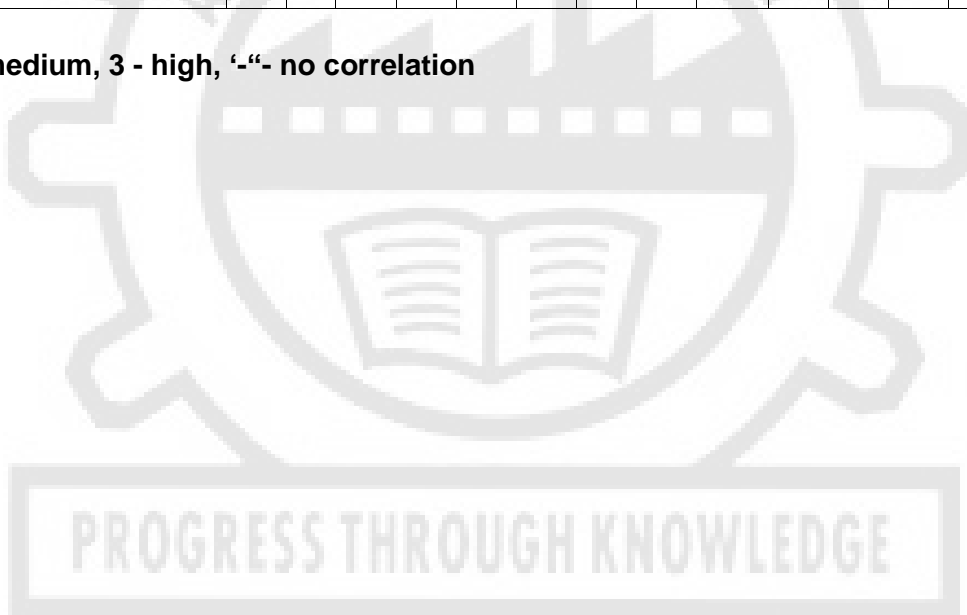 medium, 3 - high, ‘-“- no correlation
PROGRESS THROUGH KNOWLEDGE